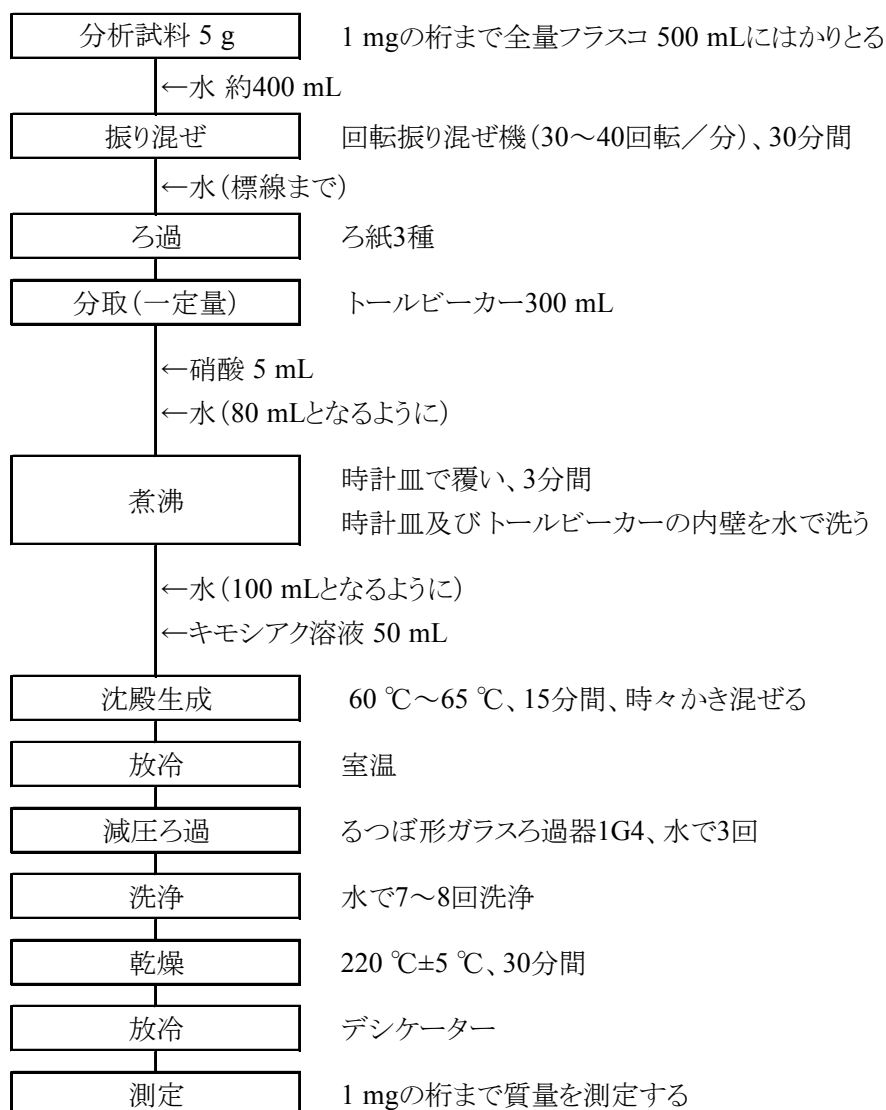 分析試料 5 g 1 mgの桁まで全量フラスコ 500 mLにはかりとる
←水 約400 mL
振り混ぜ 回転振り混ぜ機(30～40回転／分)、30分間
←水(標線まで)
ろ過 ろ紙3種
分取(一定量) トールビーカー300 mL
←硝酸 5 mL
←水(80 mLとなるように)
煮沸 時計皿で覆い、3分間
時計皿及びトールビーカーの内壁を水で洗う
←水(100 mLとなるように)
←キモシアク溶液 50 mL
沈殿生成 60 ℃～65 ℃、15分間、時々かき混ぜる
放冷 室温
減圧ろ過 るつぼ形ガラスろ過器1G4、水で3回
洗浄 水で7～8回洗浄
乾燥 220 ℃±5 ℃、30分間
放冷 デシケーター
測定 1 mgの桁まで質量を測定する